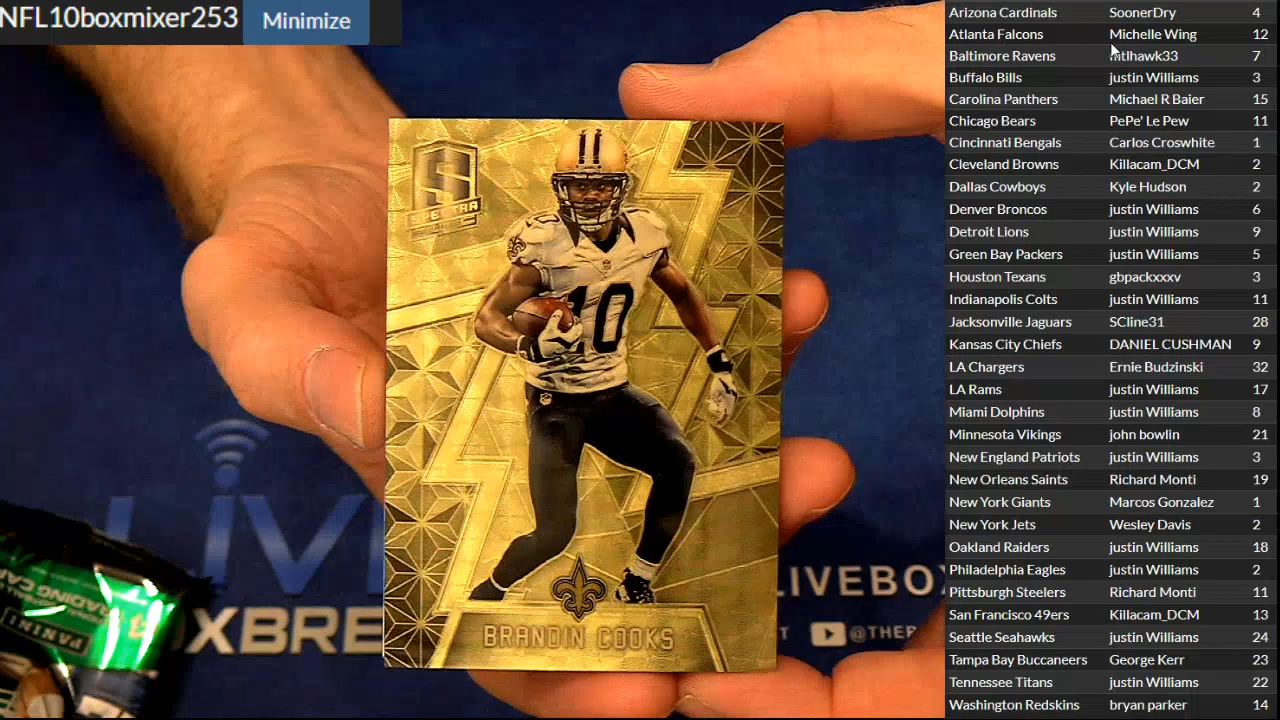 NFL10boxmixer253
Minimize
S
SPECTRA
10
10
BRANDIN COOKS
LiV
OXBRE
LIVEBOX
@THEB
PANINI
Arizona Cardinals SoonerDry 4
Atlanta Falcons Michelle Wing 12
Baltimore Ravens mtlhawk33 7
Buffalo Bills justin Williams 3
Carolina Panthers Michael R Baier 15
Chicago Bears PePe' Le Pew 11
Cincinnati Bengals Carlos Croswhite 1
Cleveland Browns Killacam_DCM 2
Dallas Cowboys Kyle Hudson 2
Denver Broncos justin Williams 6
Detroit Lions justin Williams 9
Green Bay Packers justin Williams 5
Houston Texans gbpackxxxv 3
Indianapolis Colts justin Williams 11
Jacksonville Jaguars SCline31 28
Kansas City Chiefs DANIEL CUSHMAN 9
LA Chargers Ernie Budzinski 32
LA Rams justin Williams 17
Miami Dolphins justin Williams 8
Minnesota Vikings john bowlin 21
New England Patriots justin Williams 3
New Orleans Saints Richard Monti 19
New York Giants Marcos Gonzalez 1
New York Jets Wesley Davis 2
Oakland Raiders justin Williams 18
Philadelphia Eagles justin Williams 2
Pittsburgh Steelers Richard Monti 11
San Francisco 49ers Killacam_DCM 13
Seattle Seahawks justin Williams 24
Tampa Bay Buccaneers George Kerr 23
Tennessee Titans justin Williams 22
Washington Redskins bryan parker 14